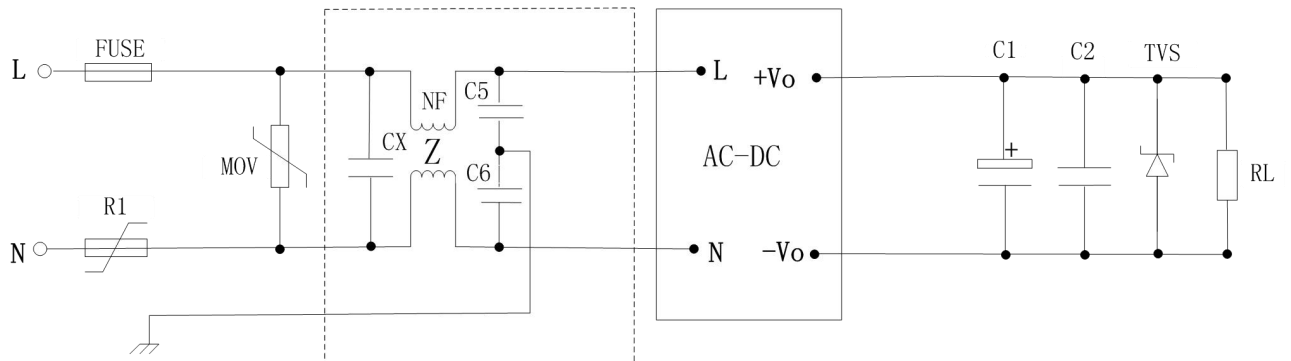 FUSE
C1
C2
TVS
L
L
+Vo
C5
NF
CX
Z
AC-DC
MOV
C6
+
RL
R1
N
N
-Vo